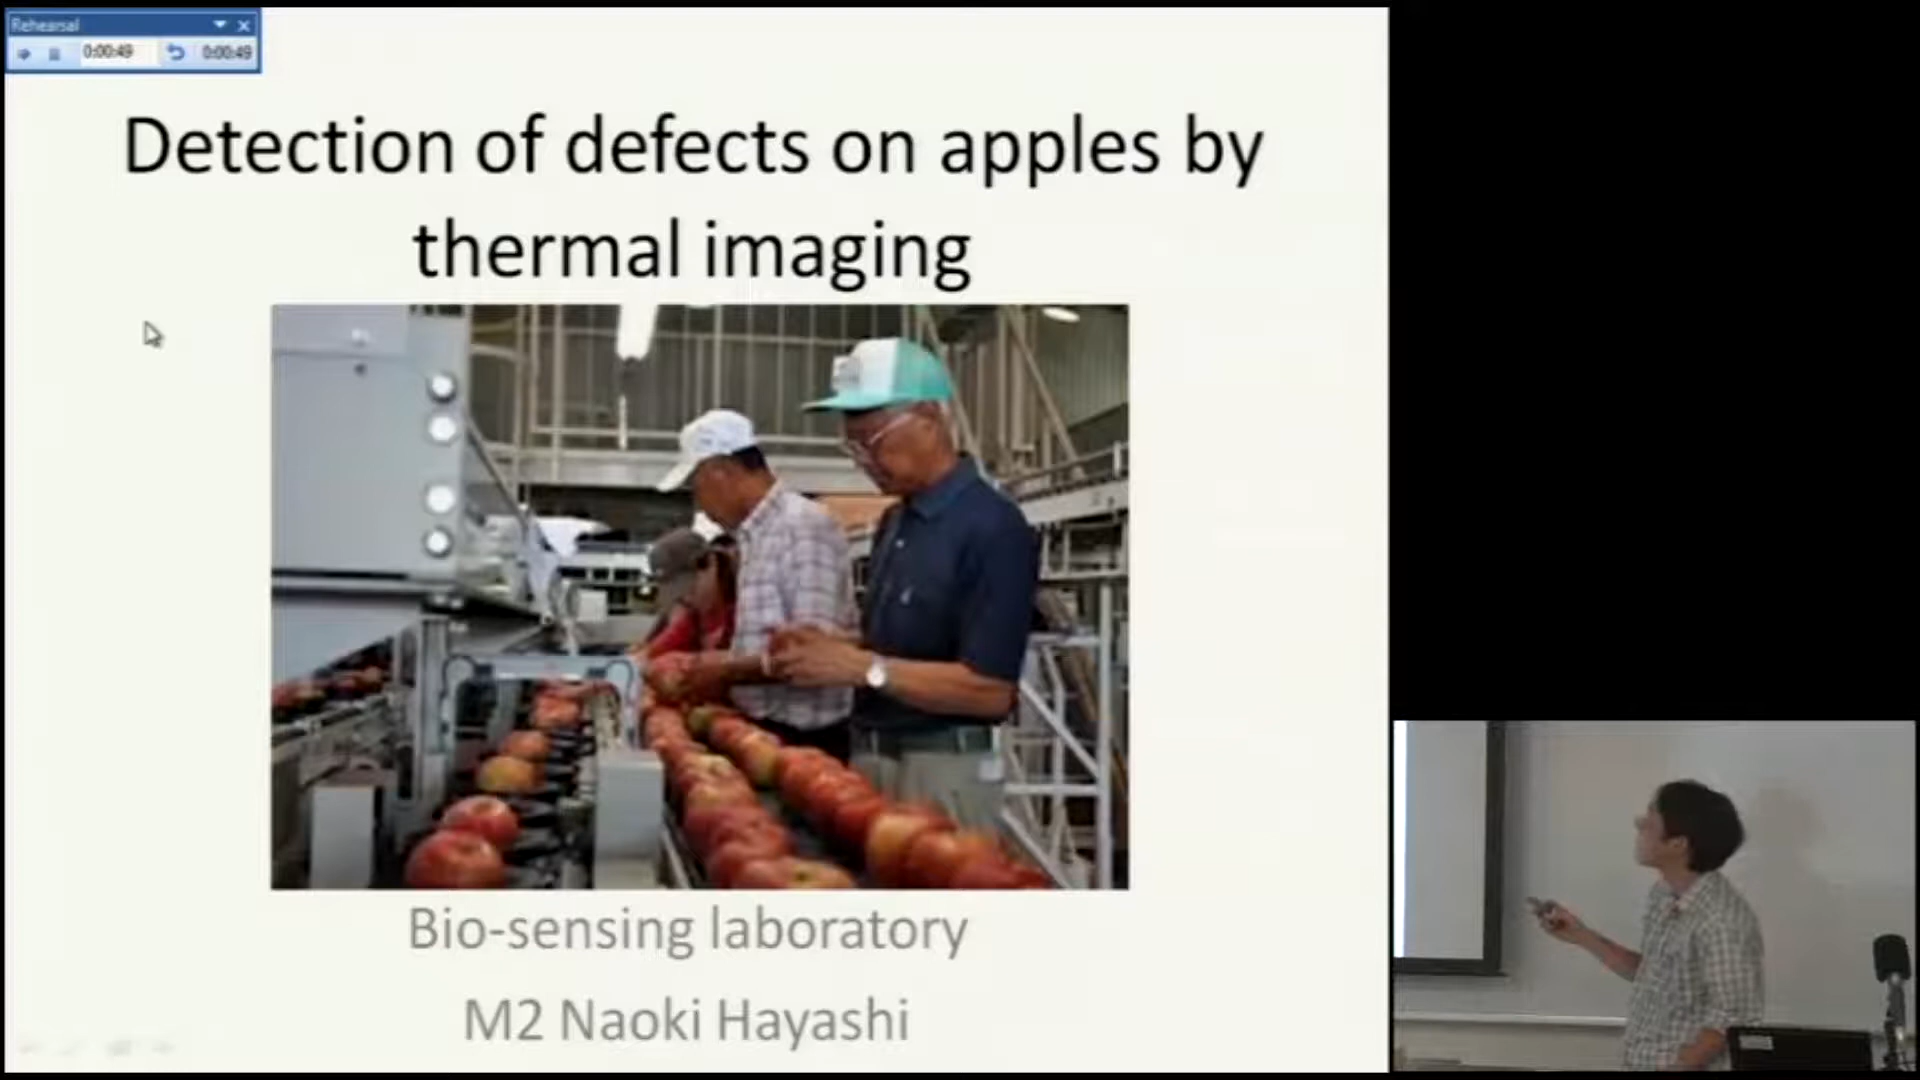 Rehearsal
0:00:49 0:00:49
Detection of defects on apples by
thermal imaging
Bio-sensing laboratory
M2 Naoki Hayashi